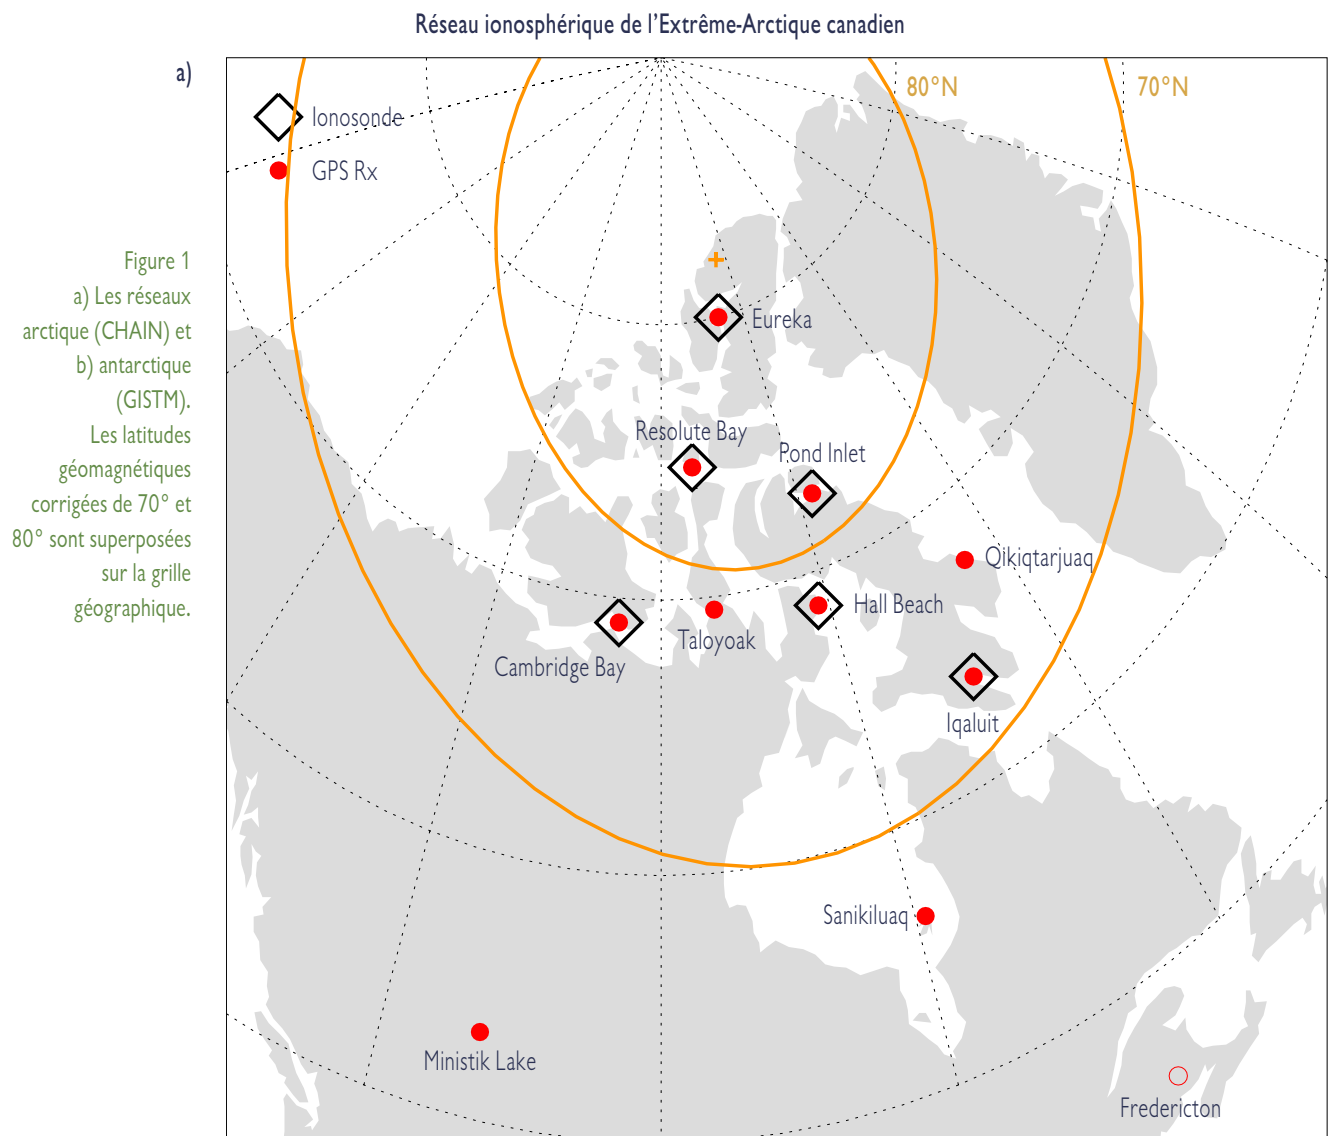 Réseau ionosphérique de l’Extrême-Arctique canadien
a)
80°N
70°N
Ionosonde
GPS Rx
Figure 1
a) Les réseaux
arctique (CHAIN) et
b) antarctique
(GISTM).
Les latitudes
géomagnétiques
corrigées de 70° et
80° sont superposées
sur la grille
géographique.
Eureka
Resolute Bay
Pond Inlet
Qikiqtarjuaq
Hall Beach
Taloyoak
Cambridge Bay
Iqaluit
Sanikiluaq
Ministik Lake
Fredericton